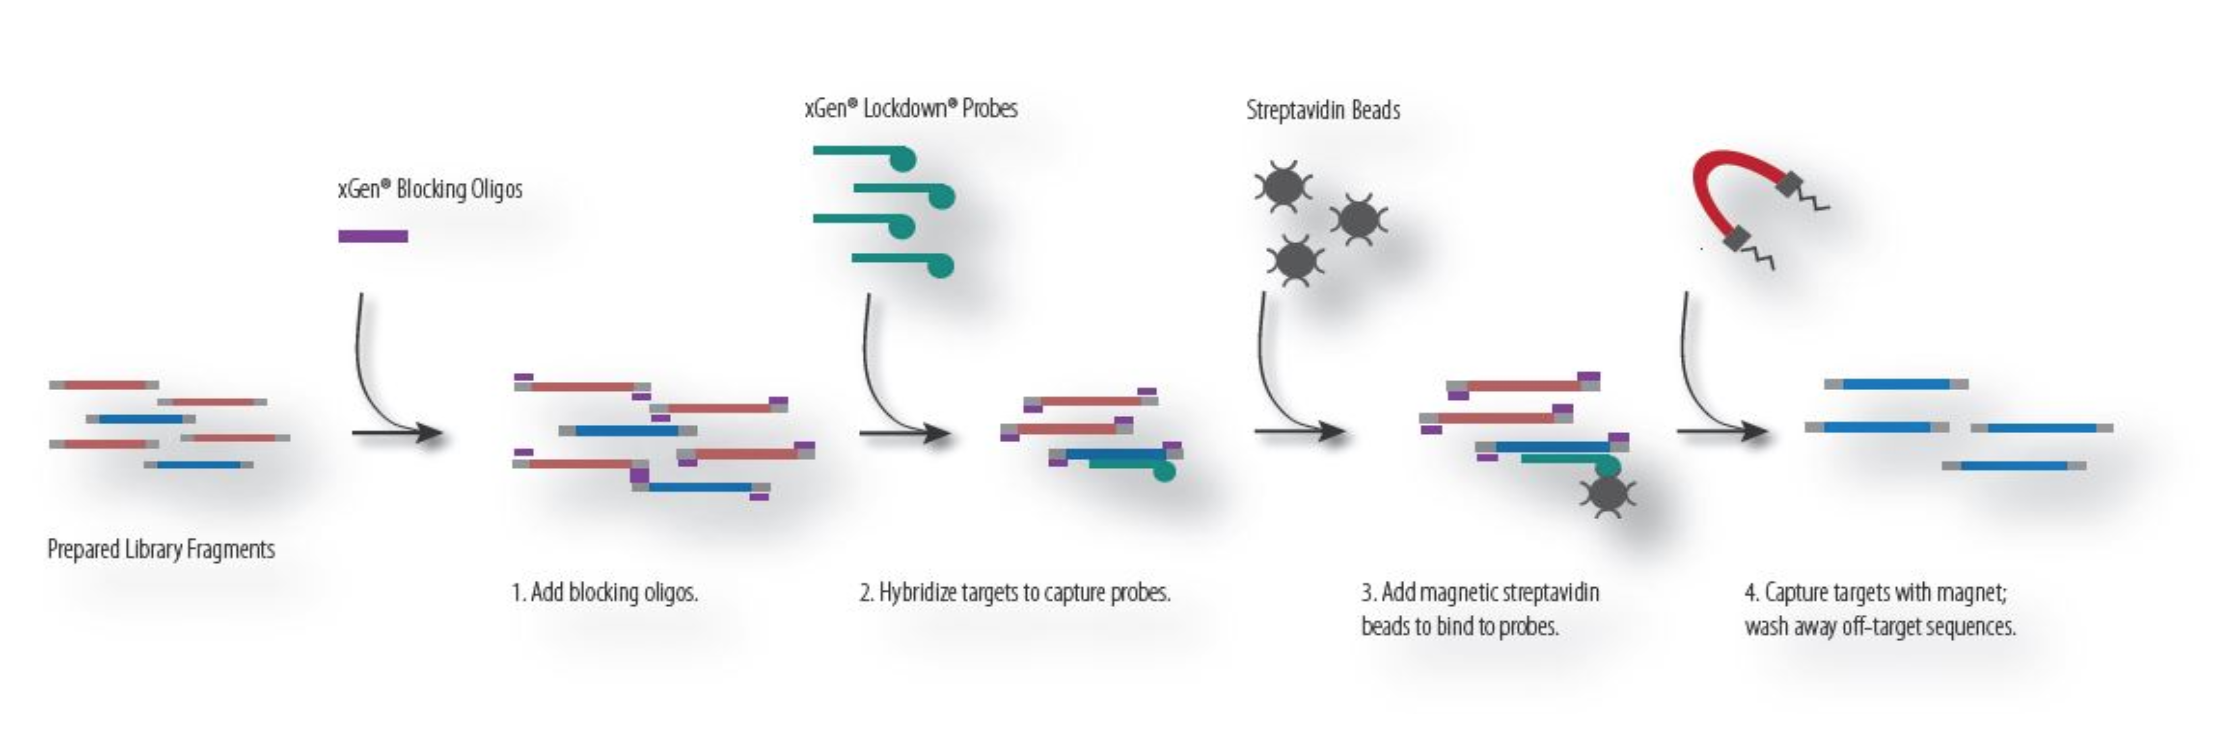 xGen® Lockdown® Probes
Streptavidin Beads
xGen® Blocking Oligos
Prepared Library Fragments
1. Add blocking oligos.
2. Hybridize targets to capture probes.
3. Add magnetic streptavidin
beads to bind to probes.
4. Capture targets with magnet;
wash away off-target sequences.